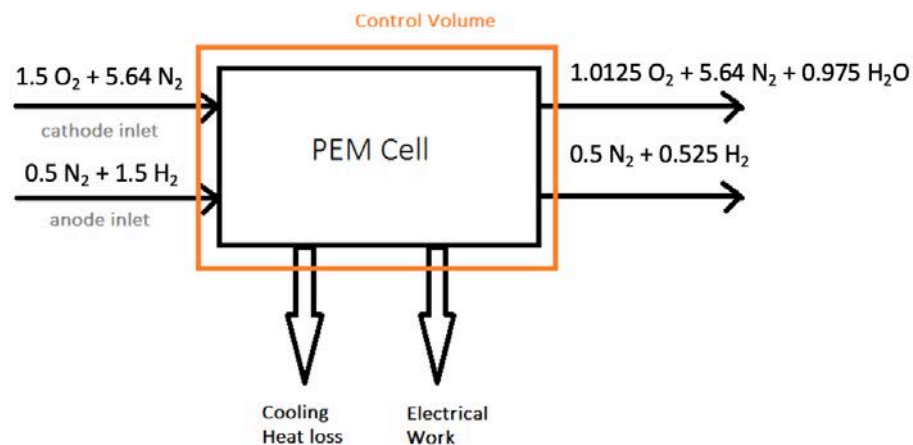 Control Volume
1.5 O₂ + 5.64 N₂
cathode inlet
0.5 N₂ + 1.5 H₂
anode inlet
PEM Cell
1.0125 O₂ + 5.64 N₂ + 0.975 H₂O
0.5 N₂ + 0.525 H₂
Cooling
Heat loss
Electrical
Work